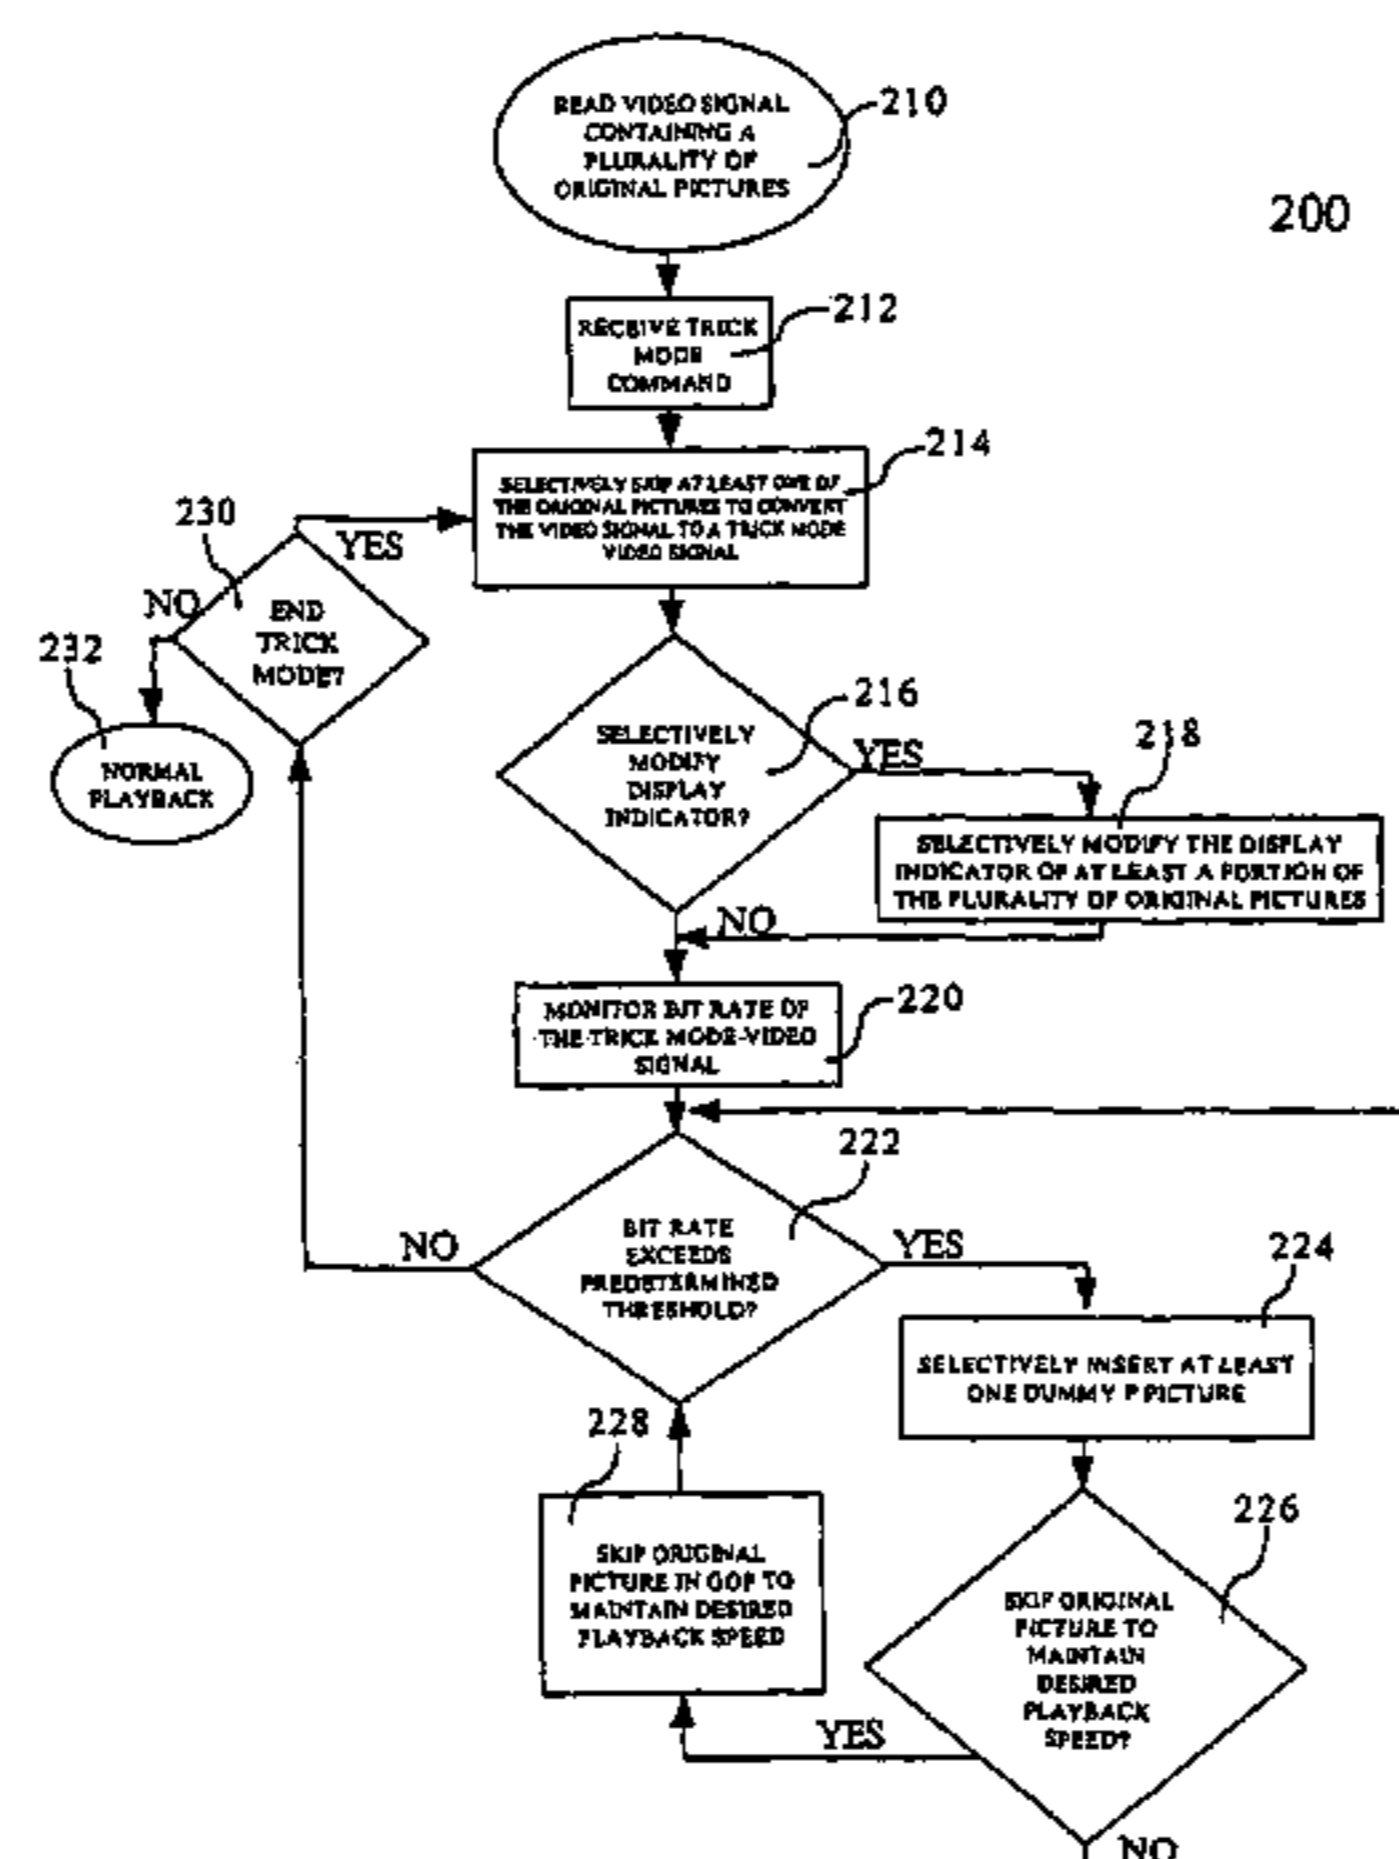 READ VIDEO SIGNAL
CONTAINING A
PLURALITY OF
ORIGINAL PICTURES
210
200
RECEIVE TRICK
MODE
COMMAND
212
SELECTIVELY SKIP AT LEAST ONE OF
THE ORIGINAL PICTURES TO CONVERT
THE VIDEO SIGNAL TO A TRICK MODE
VIDEO SIGNAL
214
230
YES
NO
END
TRICK
MODE?
232
NORMAL
PLAYBACK
216
SELECTIVELY
MODIFY
DISPLAY
INDICATOR?
YES
218
SELECTIVELY MODIFY THE DISPLAY
INDICATOR OF AT LEAST A PORTION OF
THE PLURALITY OF ORIGINAL PICTURES
NO
MONITOR BIT RATE OF
THE TRICK MODE-VIDEO
SIGNAL
220
222
BIT RATE
EXCEEDS
PREDETERMINED
THRESHOLD?
NO
YES
224
SELECTIVELY INSERT AT LEAST
ONE DUMMY P PICTURE
228
SKIP ORIGINAL
PICTURE IN GOP TO
MAINTAIN DESIRED
PLAYBACK SPEED
226
SKIP ORIGINAL
PICTURE TO
MAINTAIN
DESIRED
PLAYBACK
SPEED?
YES
NO